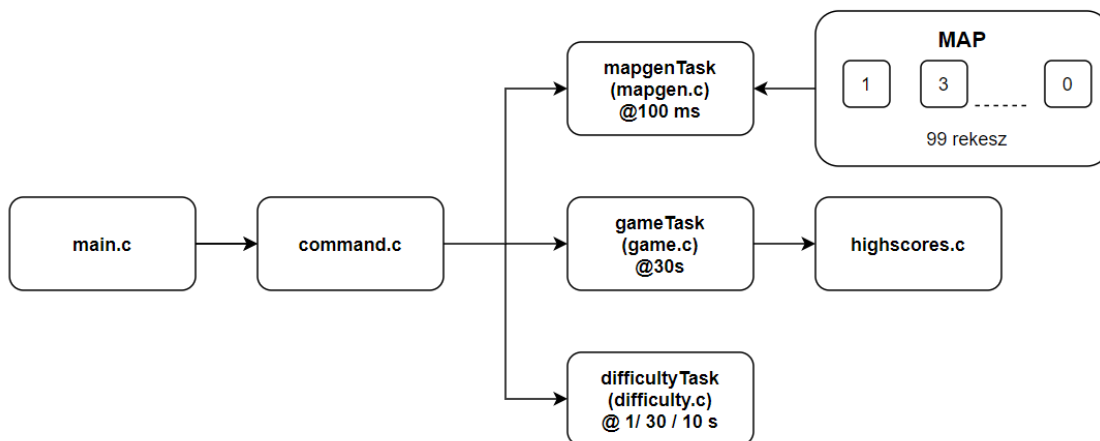 MAP
1 3 0
99 rekesz
mapgenTask
(mapgen.c)
@100 ms
main.c
command.c
gameTask
(game.c)
@30s
highscores.c
difficultyTask
(difficulty.c)
@ 1/ 30 / 10 s